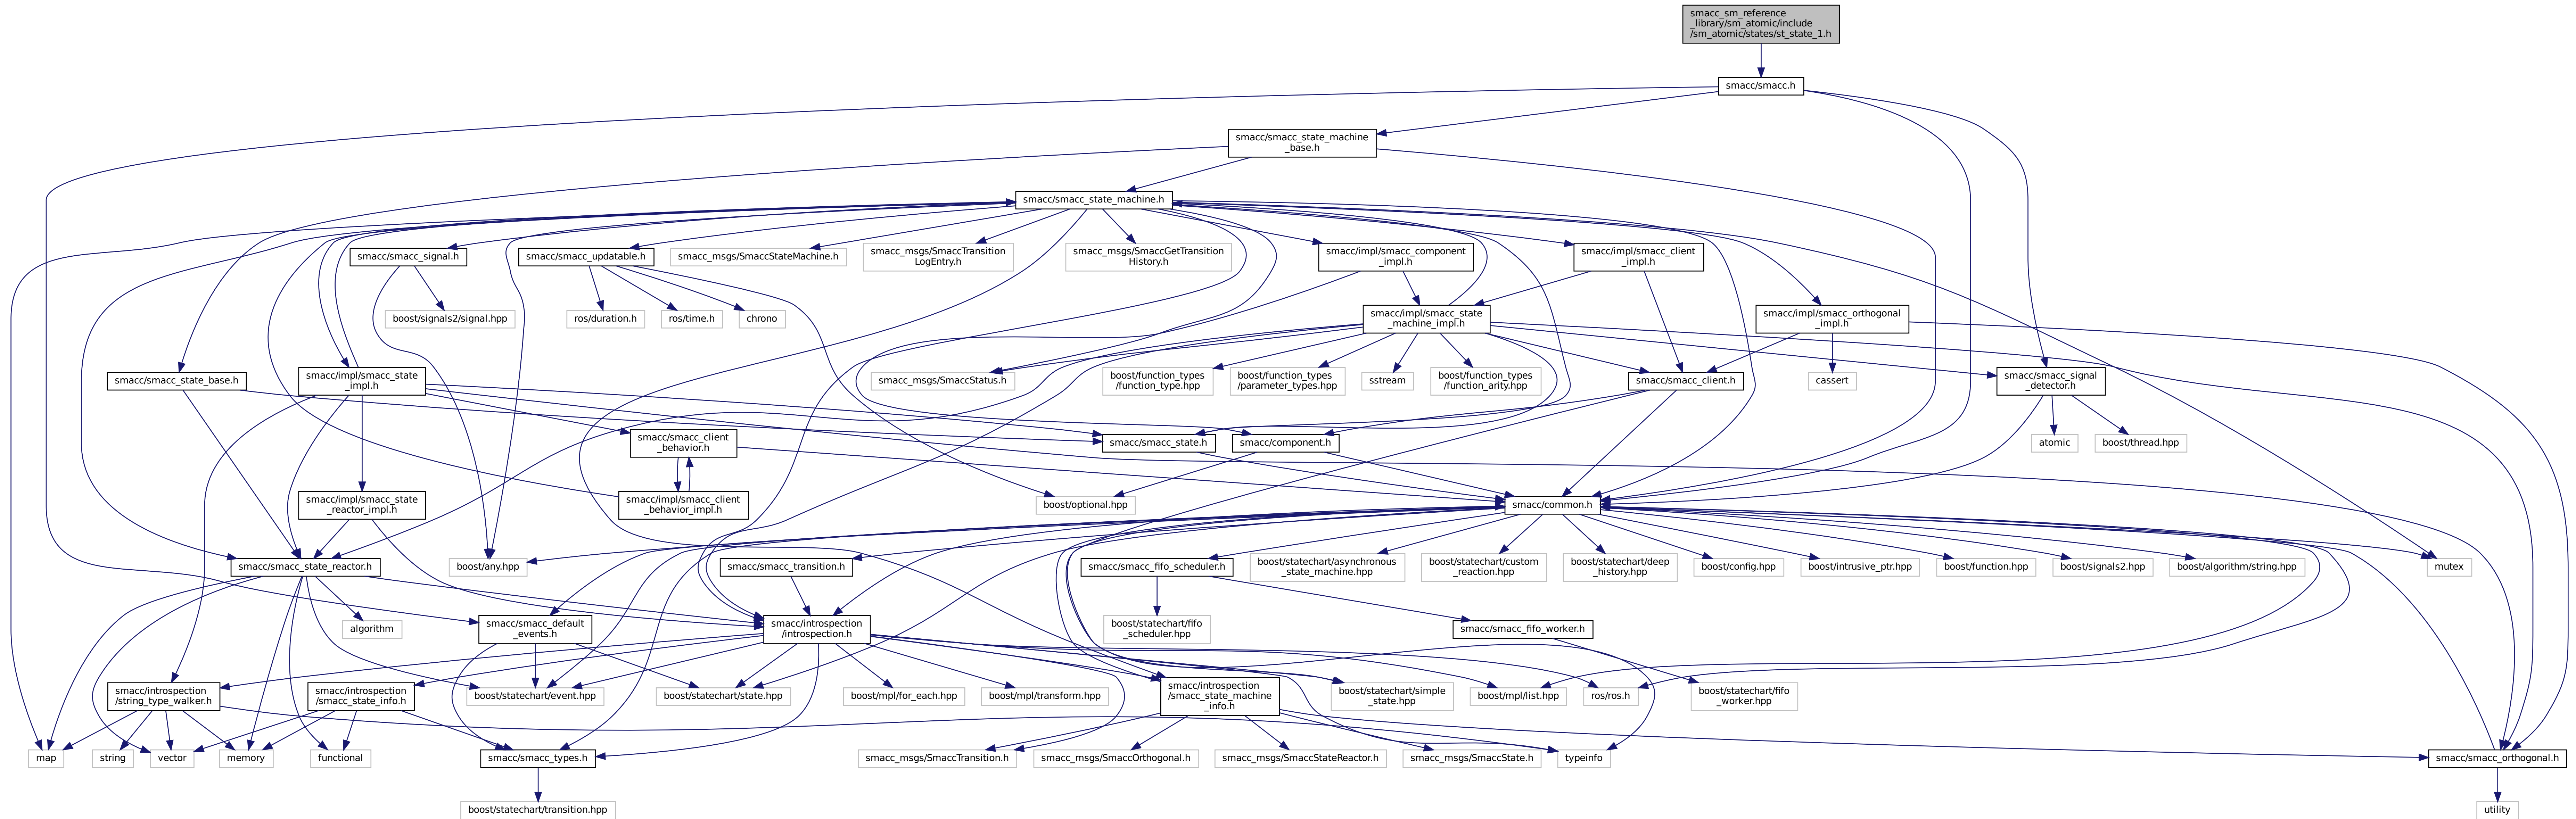 smacc_sm_reference
_library/sm_atomic/include
/sm_atomic/states/st_state_1.h
smacc/smacc.h
smacc/smacc_state_machine
_base.h
smacc/smacc_state_machine.h
smacc/smacc_signal.h
smacc/smacc_updatable.h
smacc_msgs/SmaccStateMachine.h
smacc_msgs/SmaccTransition
LogEntry.h
smacc_msgs/SmaccGetTransition
History.h
smacc/impl/smacc_component
_impl.h
smacc/impl/smacc_client
_impl.h
boost/signals2/signal.hpp
ros/duration.h
ros/time.h
chrono
smacc/impl/smacc_state
_machine_impl.h
smacc/impl/smacc_orthogonal
_impl.h
smacc/smacc_state_base.h
smacc/impl/smacc_state
_impl.h
smacc_msgs/SmaccStatus.h
boost/function_types
/function_type.hpp
boost/function_types
/parameter_types.hpp
sstream
boost/function_types
/function_arity.hpp
smacc/smacc_client.h
cassert
smacc/smacc_signal
_detector.h
smacc/smacc_client
_behavior.h
smacc/smacc_state.h
smacc/component.h
atomic
boost/thread.hpp
smacc/impl/smacc_state
_reactor_impl.h
smacc/impl/smacc_client
_behavior_impl.h
boost/optional.hpp
smacc/common.h
smacc/smacc_state_reactor.h
boost/any.hpp
smacc/smacc_transition.h
smacc/smacc_fifo_scheduler.h
boost/statechart/asynchronous
_state_machine.hpp
boost/statechart/custom
_reaction.hpp
boost/statechart/deep
_history.hpp
boost/config.hpp
boost/intrusive_ptr.hpp
boost/function.hpp
boost/signals2.hpp
boost/algorithm/string.hpp
mutex
algorithm
smacc/smacc_default
_events.h
smacc/introspection
/introspection.h
boost/statechart/fifo
_scheduler.hpp
smacc/smacc_fifo_worker.h
smacc/introspection
/string_type_walker.h
smacc/introspection
/smacc_state_info.h
boost/statechart/event.hpp
boost/statechart/state.hpp
boost/mpl/for_each.hpp
boost/mpl/transform.hpp
smacc/introspection
/smacc_state_machine
_info.h
boost/statechart/simple
_state.hpp
boost/mpl/list.hpp
ros/ros.h
boost/statechart/fifo
_worker.hpp
map
string
vector
memory
functional
smacc/smacc_types.h
smacc_msgs/SmaccTransition.h
smacc_msgs/SmaccOrthogonal.h
smacc_msgs/SmaccStateReactor.h
smacc_msgs/SmaccState.h
typeinfo
smacc/smacc_orthogonal.h
boost/statechart/transition.hpp
utility